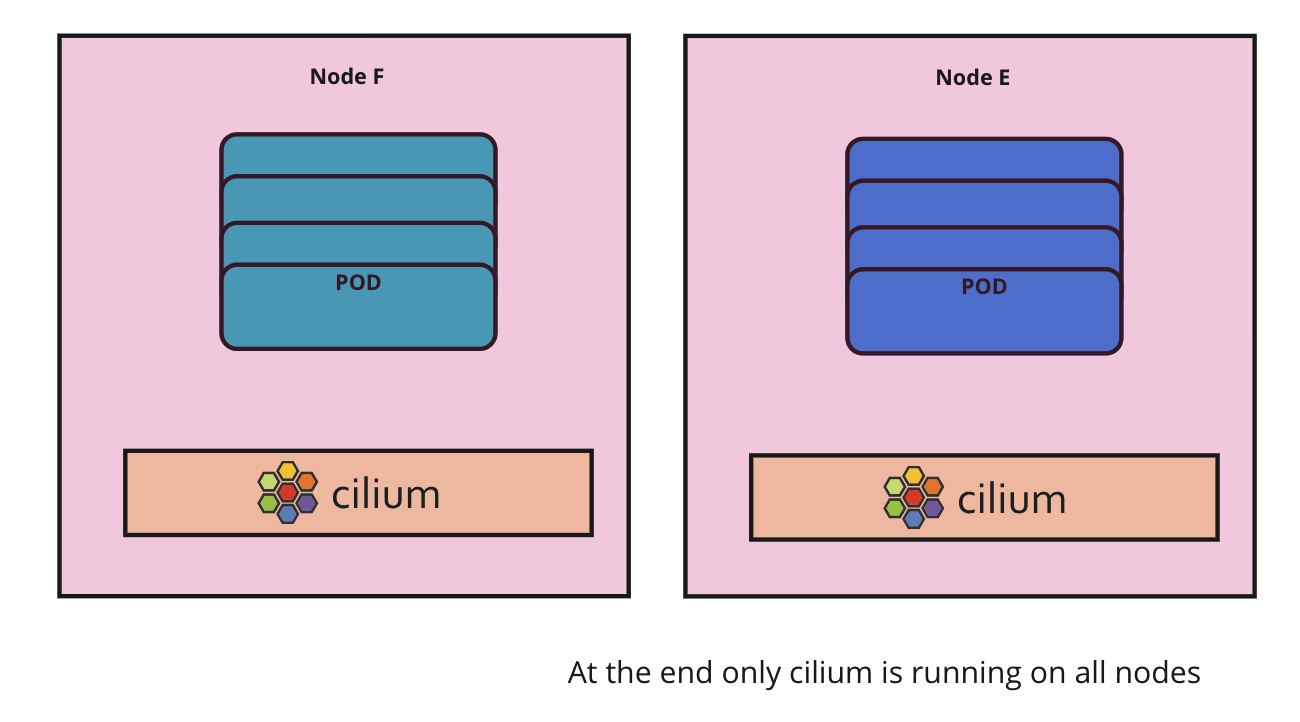 Node F
Node E
POD
POD
cilium
cilium
At the end only cilium is running on all nodes